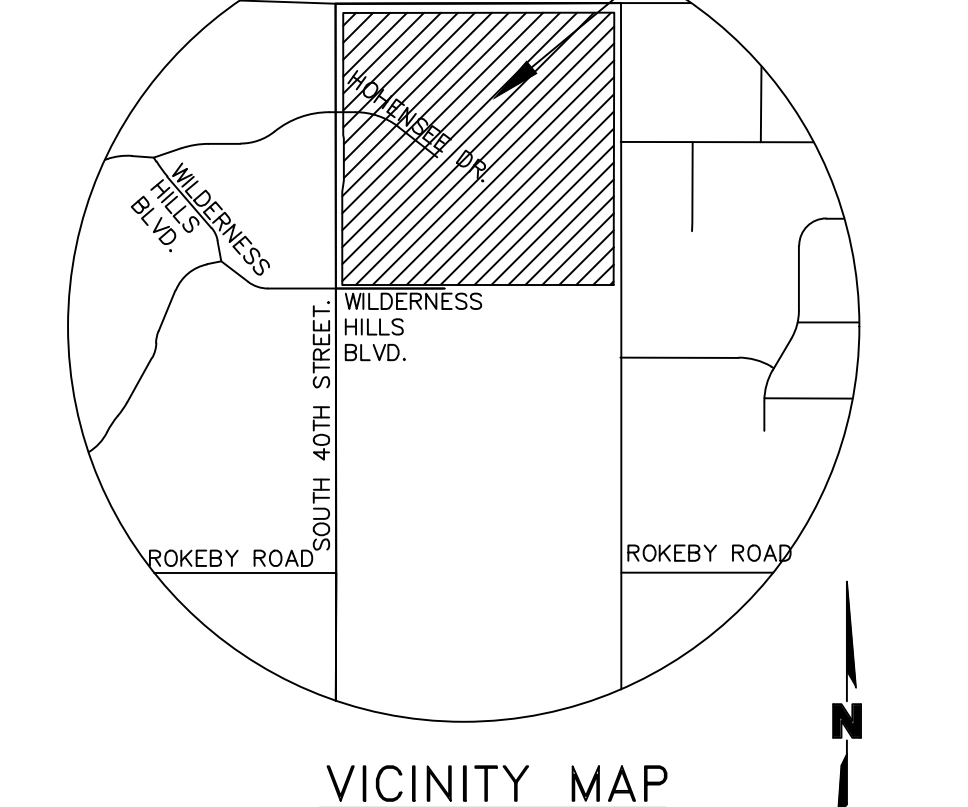 HOHENSEE DR.
WILDERNESS
HILLS
BLVD.
WILDERNESS
HILLS
BLVD.
SOUTH 40TH STREET.
ROKEBY ROAD
ROKEBY ROAD
N
VICINITY MAP